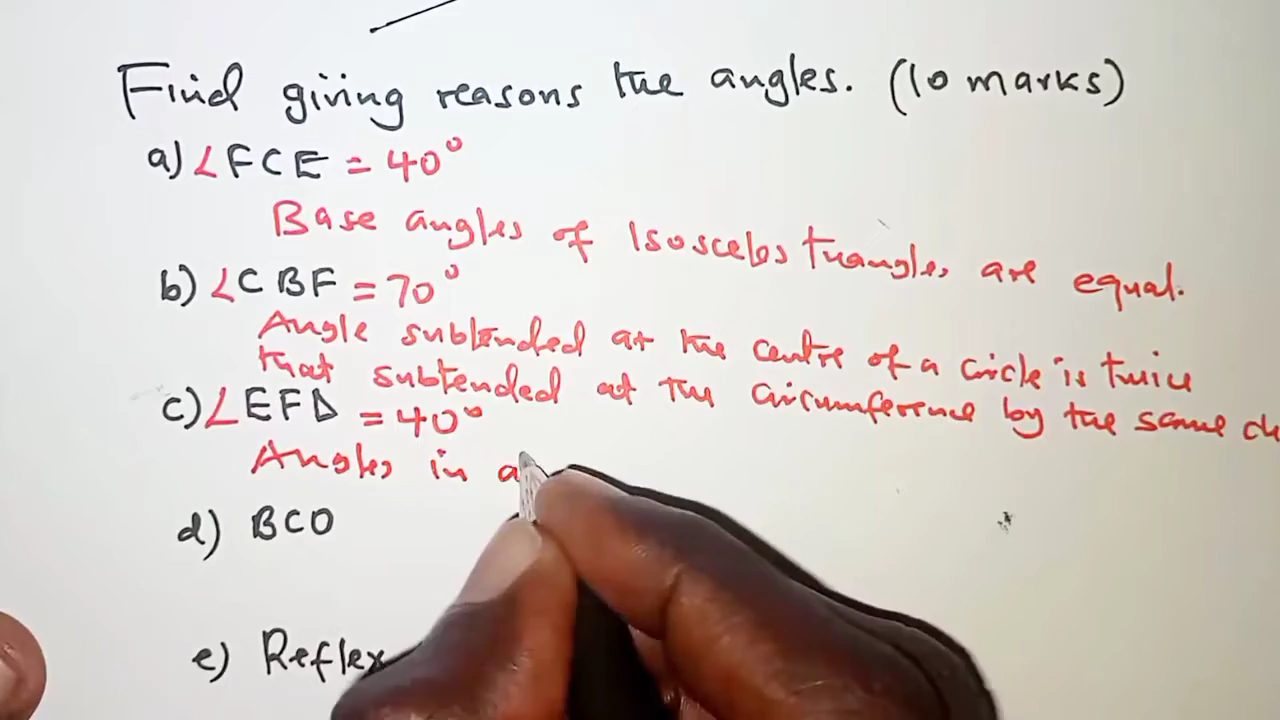 Find giving reasons the angles. (10 marks)
a) ∠FCE = 40°
Base angles of Isosceles triangles are equal.
b) ∠CBF = 70°
Angle subtended at the centre of a circle is twice
that subtended at the circumference by the same
c) ∠EFD = 40°
Angles in a
d) BCO
e) Reflex